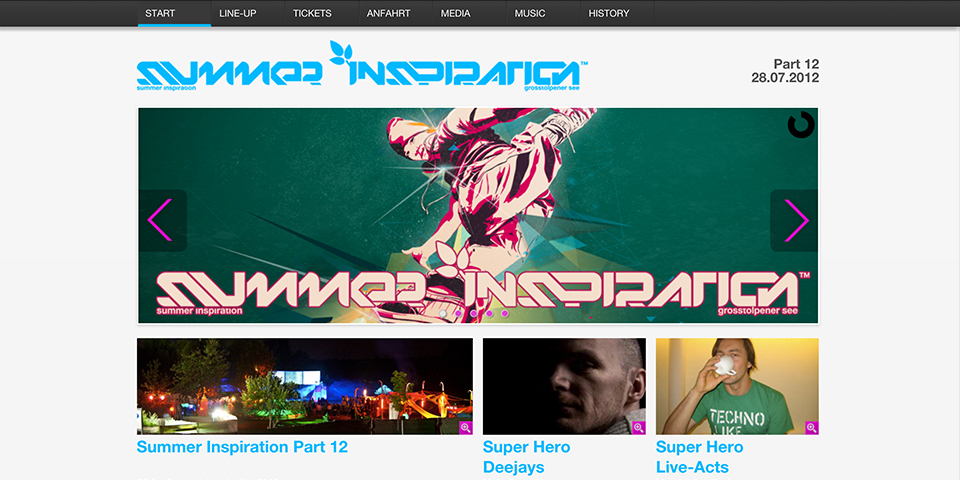 START LINE-UP TICKETS ANFAHRT MEDIA MUSIC HISTORY
SUMMER INSPIRATION™
summer inspiration grosstolpener see
Part 12
28.07.2012
SUMMER INSPIRATION™
summer inspiration grosstolpener see
TECHNO
LIKE
Summer Inspiration Part 12
Super Hero
Deejays
Super Hero
Live-Acts